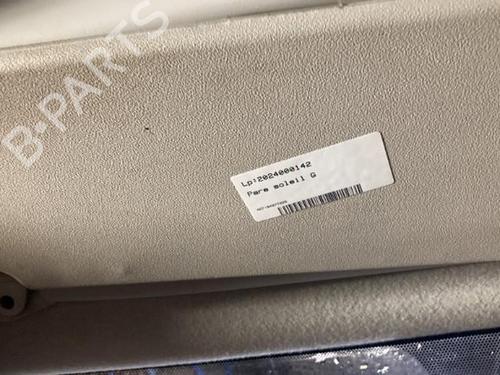 B-PARTS
Lp:2024000142
Pare soleil G